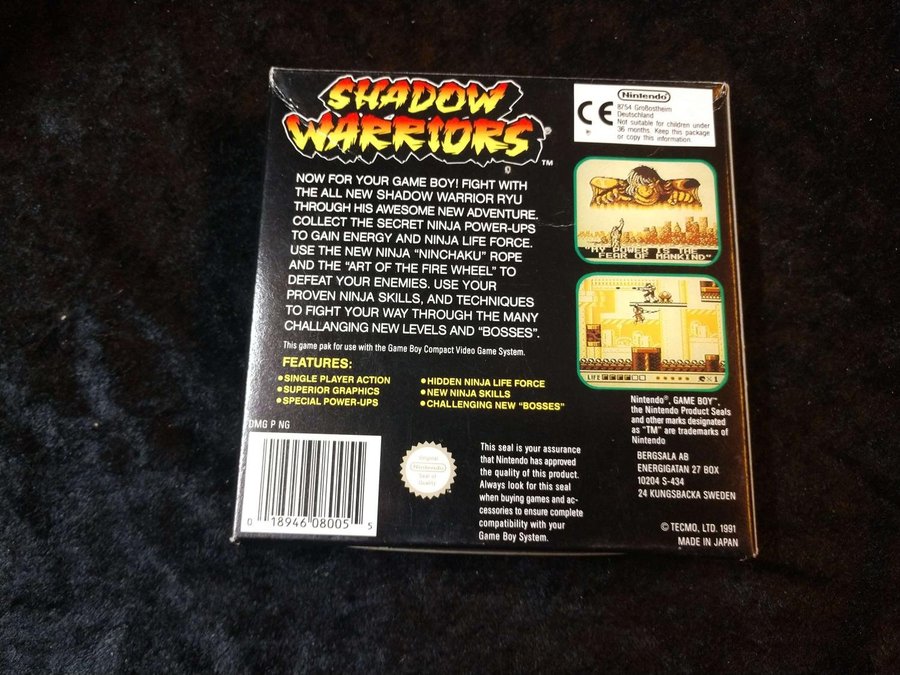 SHADOW
WARRIORS®
™
Nintendo®
CE
8754 Großostheim
Deutschland
Not suitable for children under
36 months. Keep this package
or copy this information.
NOW FOR YOUR GAME BOY! FIGHT WITH
THE ALL NEW SHADOW WARRIOR RYU
THROUGH HIS AWESOME NEW ADVENTURE.
COLLECT THE SECRET NINJA POWER-UPS
TO GAIN ENERGY AND NINJA LIFE FORCE.
USE THE NEW NINJA “NINCHAKU” ROPE
AND THE “ART OF THE FIRE WHEEL” TO
DEFEAT YOUR ENEMIES. USE YOUR
PROVEN NINJA SKILLS, AND TECHNIQUES
TO FIGHT YOUR WAY THROUGH THE MANY
CHALLANGING NEW LEVELS AND “BOSSES”.
This game pak for use with the Game Boy Compact Video Game System.
"MY POWER IS THE
FEAR OF MANKIND"
LIFE
1
FEATURES:
•SINGLE PLAYER ACTION
•SUPERIOR GRAPHICS
•SPECIAL POWER-UPS
•HIDDEN NINJA LIFE FORCE
•NEW NINJA SKILLS
•CHALLENGING NEW “BOSSES”
DMG P NG
0 18946 08005 5
Original
Nintendo
Seal of
Quality
This seal is your assurance
that Nintendo has approved
the quality of this product.
Always look for this seal
when buying games and ac-
cessories to ensure complete
compatibility with your
Game Boy System.
Nintendo®, GAME BOY™,
the Nintendo Product Seals
and other marks designated
as “TM” are trademarks of
Nintendo
BERGSALA AB
ENERGIGATAN 27 BOX
10204 S-434
24 KUNGSBACKA SWEDEN
© TECMO, LTD. 1991
MADE IN JAPAN